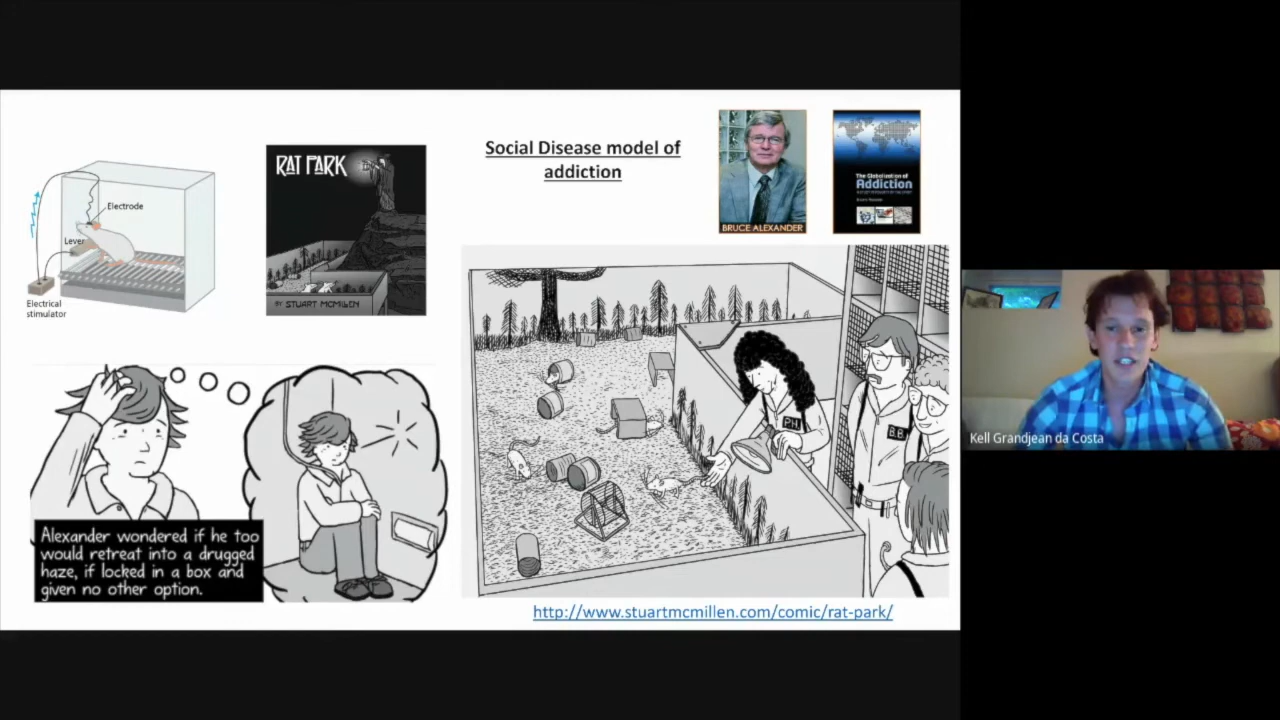 Social Disease model of
addiction
Electrode
Lever
Electrical
stimulator
RAT PARK
BY STUART MCMILLEN
BRUCE ALEXANDER
The Globalization of
Addiction
PH
B.B.
Alexander wondered if he too
would retreat into a drugged
haze, if locked in a box and
given no other option.
http://www.stuartmcmillen.com/comic/rat-park/
Kell Grandjean da Costa